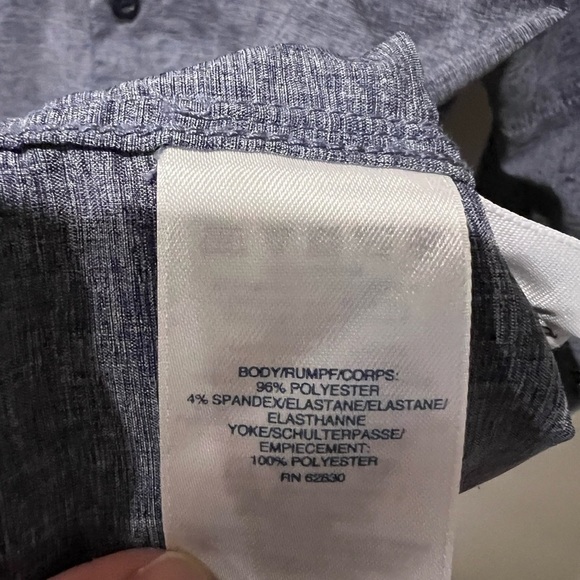 BODY/RUMPF/CORPS:
96% POLYESTER
4% SPANDEX/ELASTANE/ELASTANE/
ELASTHANNE
YOKE/SCHULTERPASSE/
EMPIECEMENT:
100% POLYESTER
RN 62830